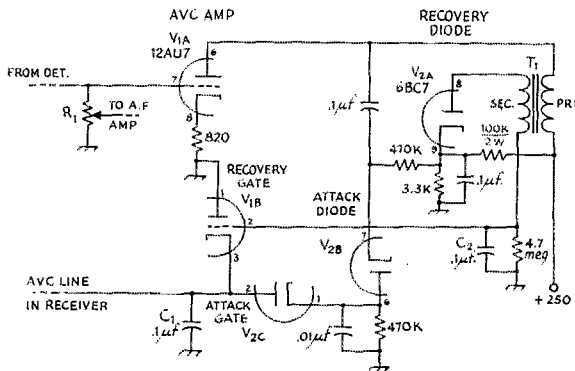 AVC AMP
RECOVERY
DIODE
V1A
12AU7
6
7
8
FROM DET.
R1
TO A.F
AMP
820
.1µf
V2A
6BC7
8
9
T1
SEC.
PRI
100K
2W
470K
3.3K
.1µf
RECOVERY
GATE
V1B
1
2
3
ATTACK
DIODE
7
V2B
6
C2
.1µf
4.7
meg
+250
AVC LINE
IN RECEIVER
C1
.1µf
2
ATTACK
GATE
V2C
1
.01µf
470K